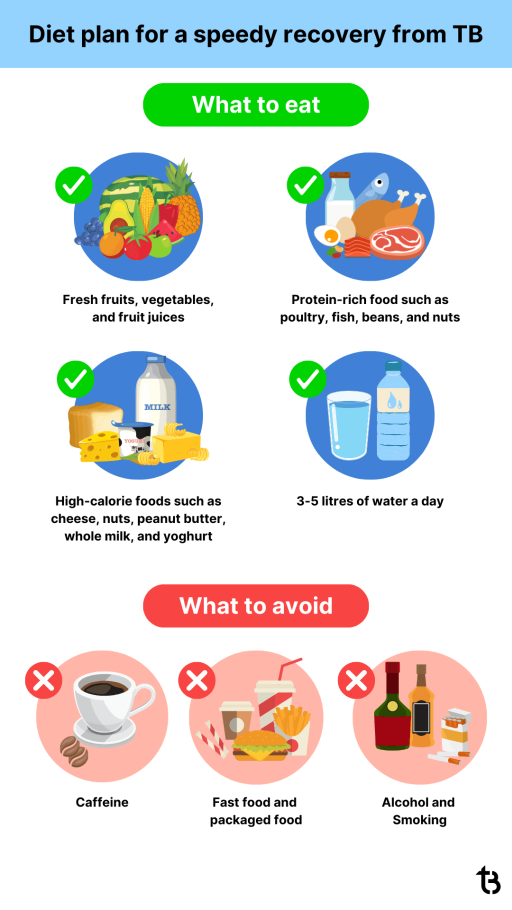 Diet plan for a speedy recovery from TB
What to eat
Fresh fruits, vegetables,
and fruit juices
Protein-rich food such as
poultry, fish, beans, and nuts
MILK
High-calorie foods such as
cheese, nuts, peanut butter,
whole milk, and yoghurt
3-5 litres of water a day
What to avoid
Caffeine
Fast food and
packaged food
Alcohol and
Smoking
tB